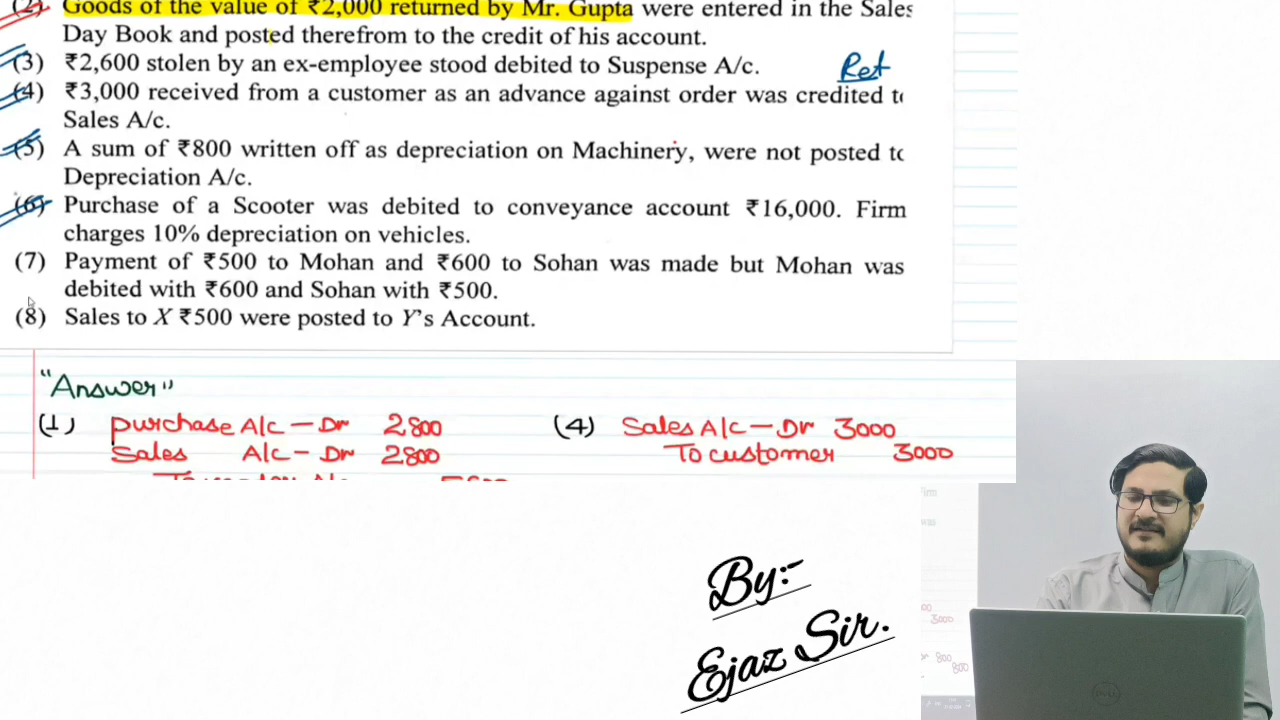 (2) Goods of the value of ₹2,000 returned by Mr. Gupta were entered in the Sales
Day Book and posted therefrom to the credit of his account.
(3) ₹2,600 stolen by an ex-employee stood debited to Suspense A/c.
Ret
(4) ₹3,000 received from a customer as an advance against order was credited to
Sales A/c.
(5) A sum of ₹800 written off as depreciation on Machinery, were not posted to
Depreciation A/c.
(6) Purchase of a Scooter was debited to conveyance account ₹16,000. Firm
charges 10% depreciation on vehicles.
(7) Payment of ₹500 to Mohan and ₹600 to Sohan was made but Mohan was
debited with ₹600 and Sohan with ₹500.
(8) Sales to X ₹500 were posted to Y's Account.
"Answer"
(1) purchase A/c - Dr 2800
Sales A/c - Dr 2800
(4) Sales A/c - Dr 3000
To customer 3000
By:-
Ejaz Sir.
3000
800
800
DELL